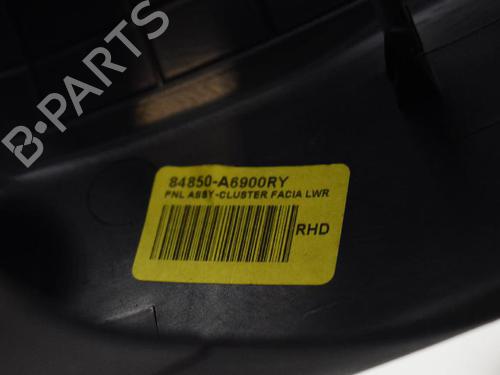 B-PARTS
84850-A6900RY
PNL ASSY-CLUSTER FACIA LWR
RHD